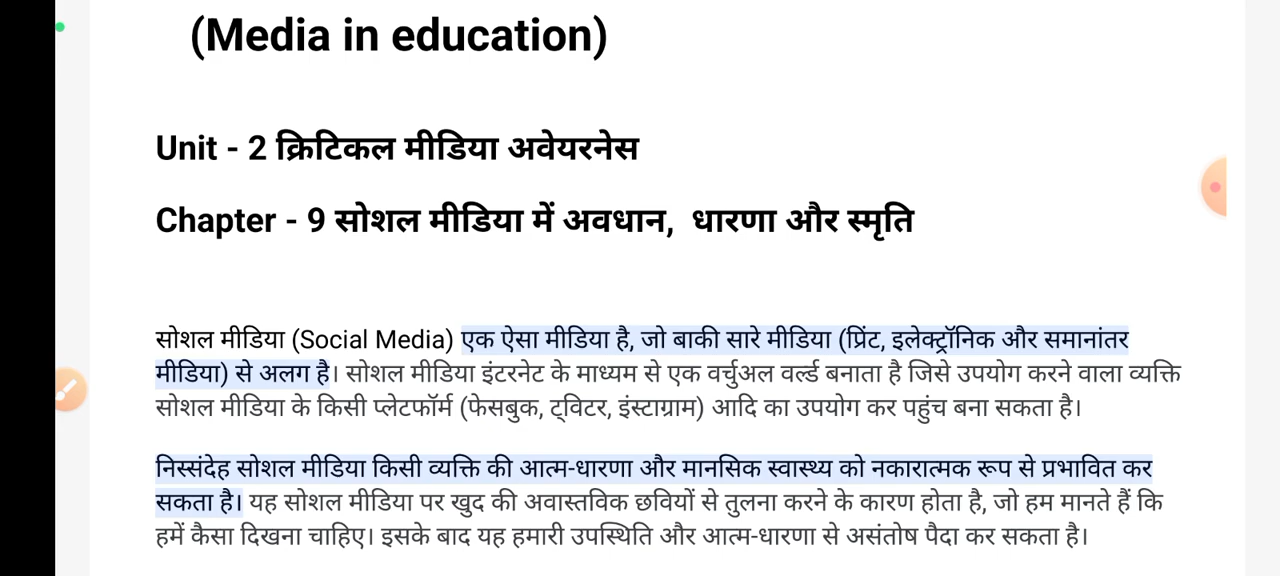 (Media in education)
Unit - 2 क्रिटिकल मीडिया अवेयरनेस
Chapter - 9 सोशल मीडिया में अवधान, धारणा और स्मृति
सोशल मीडिया (Social Media) एक ऐसा मीडिया है, जो बाकी सारे मीडिया (प्रिंट, इलेक्ट्रॉनिक और समानांतर
मीडिया) से अलग है। सोशल मीडिया इंटरनेट के माध्यम से एक वर्चुअल वर्ल्ड बनाता है जिसे उपयोग करने वाला व्यक्ति
सोशल मीडिया के किसी प्लेटफॉर्म (फेसबुक, ट्विटर, इंस्टाग्राम) आदि का उपयोग कर पहुंच बना सकता है।
निस्संदेह सोशल मीडिया किसी व्यक्ति की आत्म-धारणा और मानसिक स्वास्थ्य को नकारात्मक रूप से प्रभावित कर
सकता है। यह सोशल मीडिया पर खुद की अवास्तविक छवियों से तुलना करने के कारण होता है, जो हम मानते हैं कि
हमें कैसा दिखना चाहिए। इसके बाद यह हमारी उपस्थिति और आत्म-धारणा से असंतोष पैदा कर सकता है।